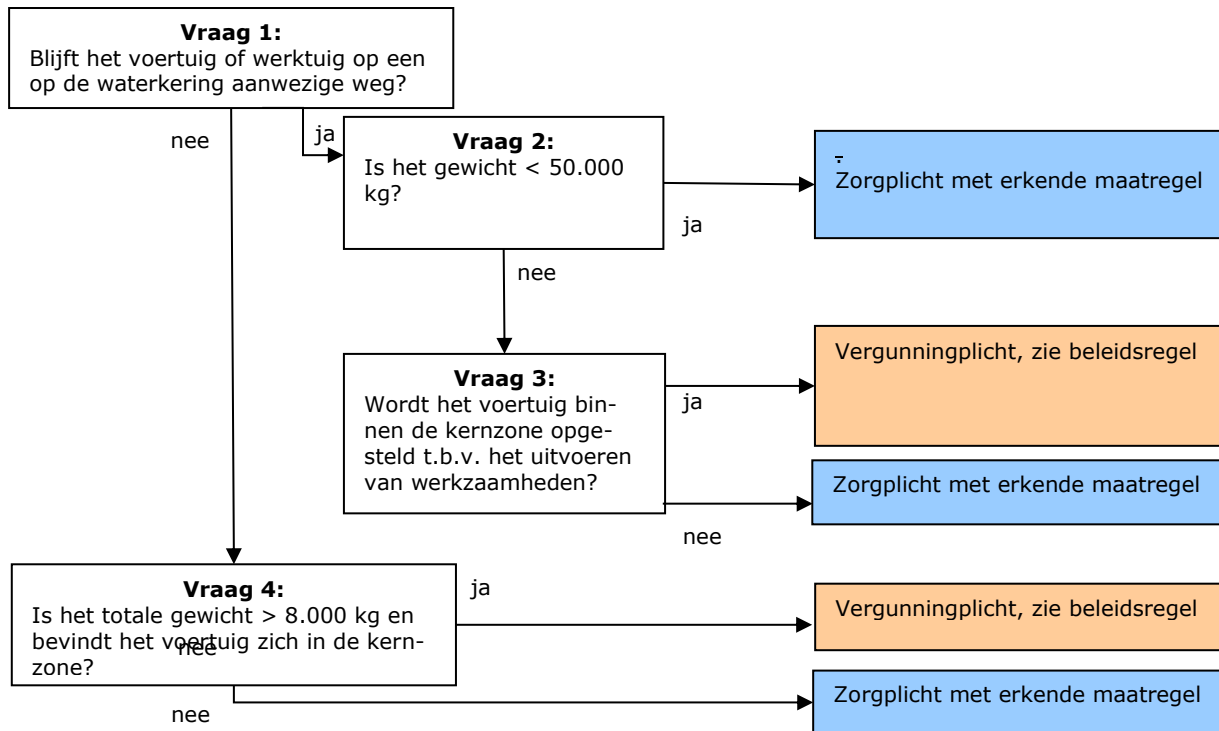 Vraag 1:
Blijft het voertuig of werktuig op een
op de waterkering aanwezige weg?
nee
ja
Vraag 2:
Is het gewicht < 50.000
kg?
ja
-
.
Zorgplicht met erkende maatregel
nee
Vraag 3:
Wordt het voertuig bin-
nen de kernzone opge-
steld t.b.v. het uitvoeren
van werkzaamheden?
ja
Vergunningplicht, zie beleidsregel
nee
Zorgplicht met erkende maatregel
Vraag 4:
Is het totale gewicht > 8.000 kg en
bevindt het voertuig zich in de kern-
zone?
nee
ja
Vergunningplicht, zie beleidsregel
nee
Zorgplicht met erkende maatregel